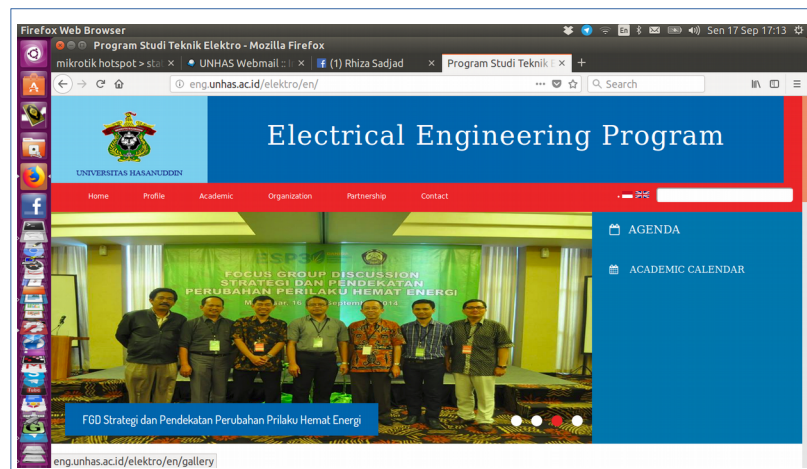 Firefox Web Browser
En
Sen 17 Sep 17:13
Program Studi Teknik Elektro - Mozilla Firefox
mikrotik hotspot > sta ×
UNHAS Webmail :: ×
(1) Rhiza Sadjad ×
Program Studi Teknik E ×
+
eng.unhas.ac.id/elektro/en/
Search
UNIVERSITAS HASANUDDIN
Electrical Engineering Program
Home
Profile
Academic
Organization
Partnership
Contact
FOCUS GROUP DISCUSSION
STRATEGI DAN PENDEKATAN
PERUBAHAN PERILAKU HEMAT ENERGI
AGENDA
ACADEMIC CALENDAR
FGD Strategi dan Pendekatan Perubahan Prilaku Hemat Energi
eng.unhas.ac.id/elektro/en/gallery